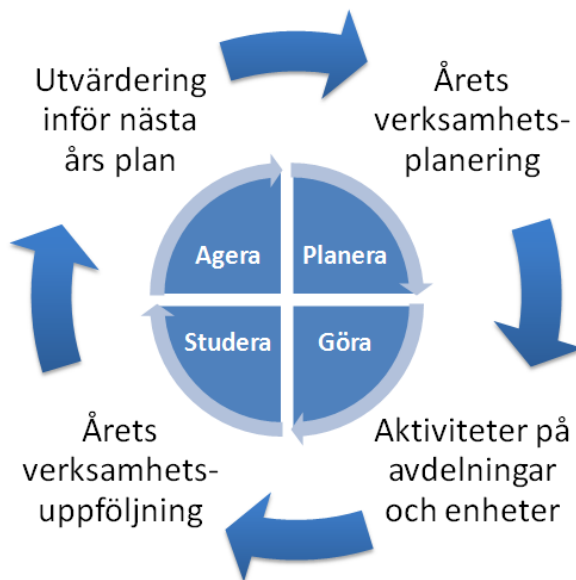 Utvärdering
inför nästa
års plan
Årets
verksamhets-
planering
Agera
Planera
Studera
Göra
Årets
verksamhets-
uppföljning
Aktiviteter på
avdelningar
och enheter